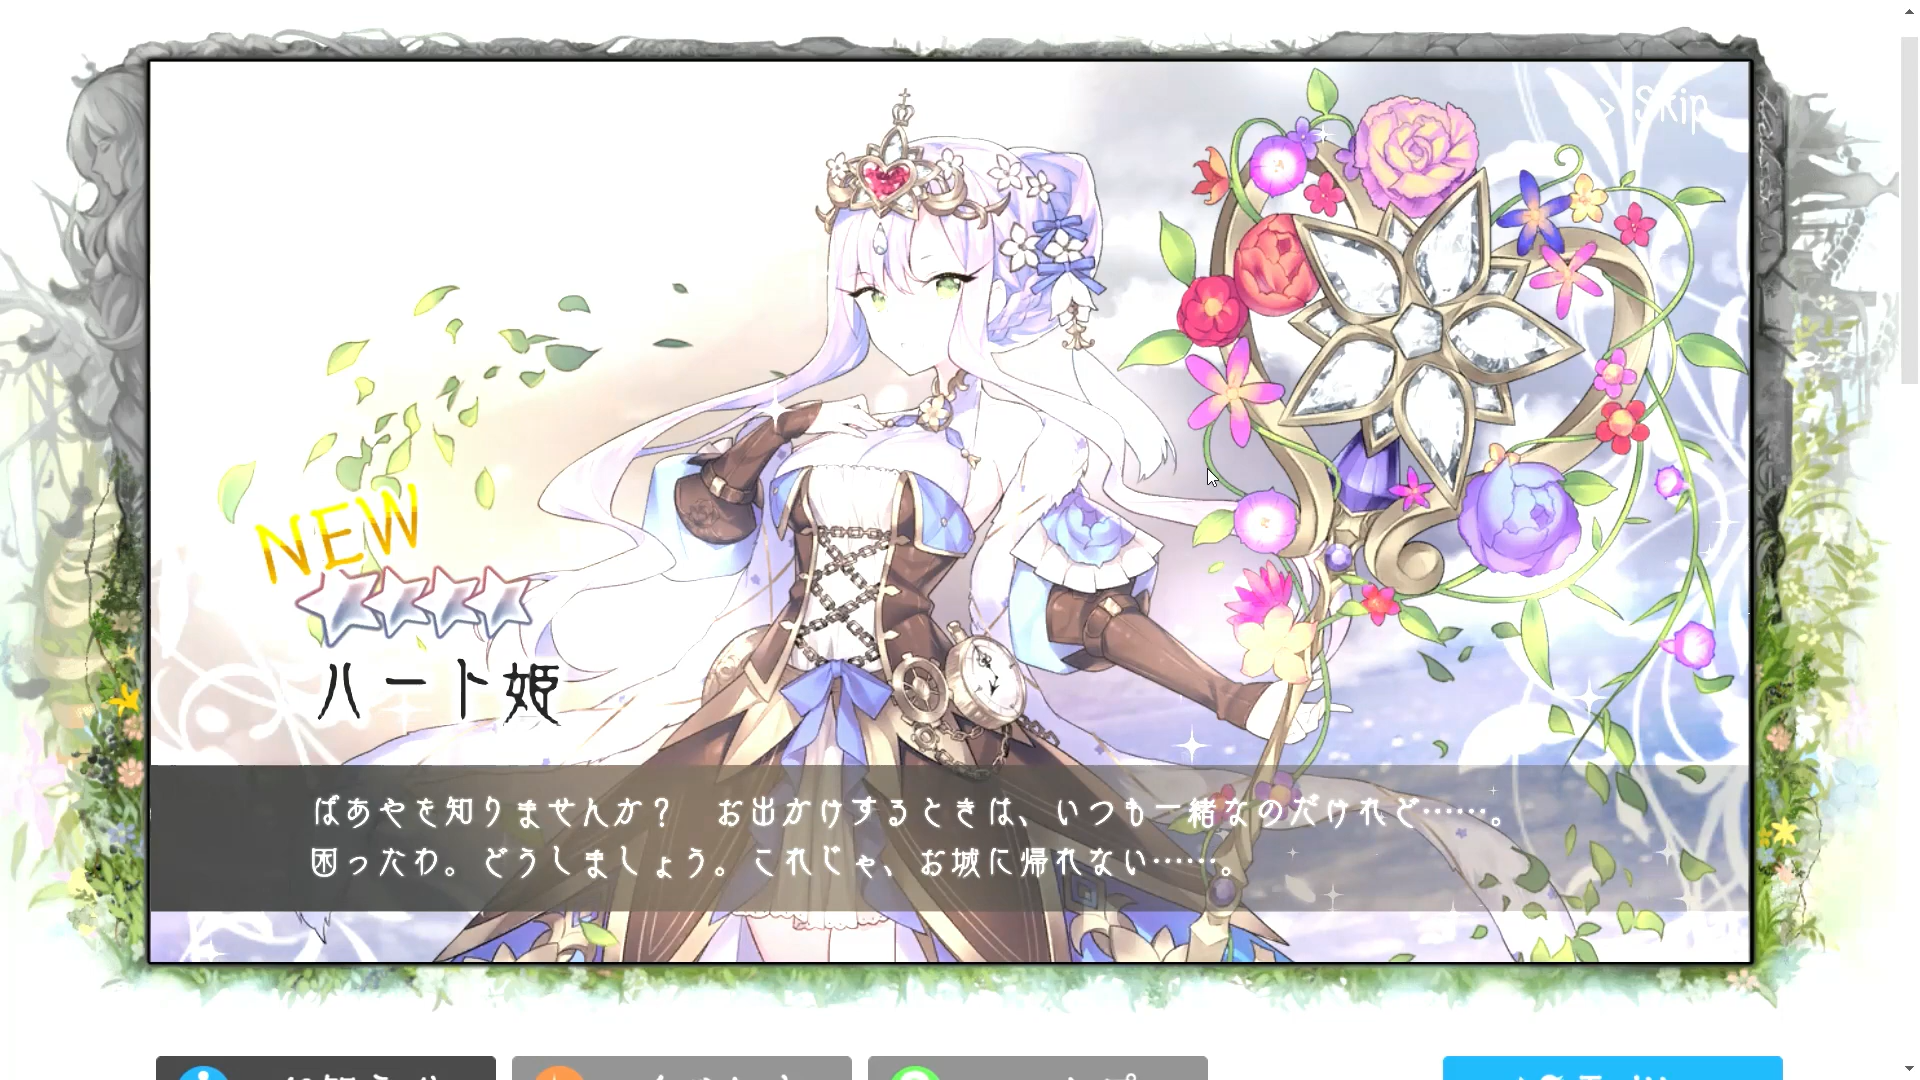 > Skip
NEW
ハート姫
ばあやを知りませんか？　お出かけするときは、いつも一緒なのだけれど……。
困ったわ。どうしましょう。これじゃ、お城に帰れない……。